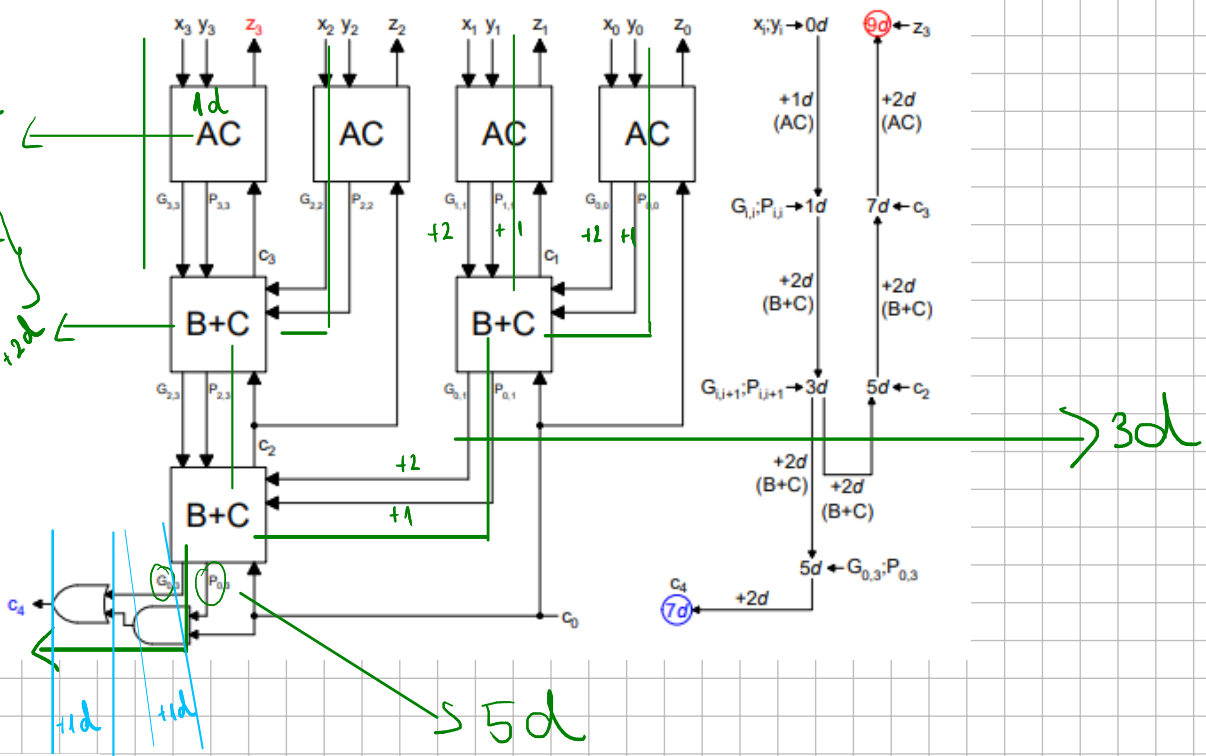 x3 y3 z3 x2 y2 z2 x1 y1 z1 x0 y0 z0 xi;yi→0d 9d←z3
1d
AC AC AC AC
+1d (AC) +2d (AC)
G3,3 P3,3 G2,2 P2,2 G1,1 P1,1 G0,0 P0,0 Gi,i;Pi,i→1d 7d←c3
+2 +1 +2 +1
c3 c1
+2d (B+C) +2d (B+C)
B+C B+C
+2d
G2,3 P2,3 G0,1 P0,1 Gi,i+1;Pi,i+1→3d 5d←c2
3d
c2
+2 +2d (B+C) +2d (B+C)
B+C
+1
G0,3 P0,3 5d←G0,3;P0,3
c4 c0 c4 7d +2d
+1d +1d 5d